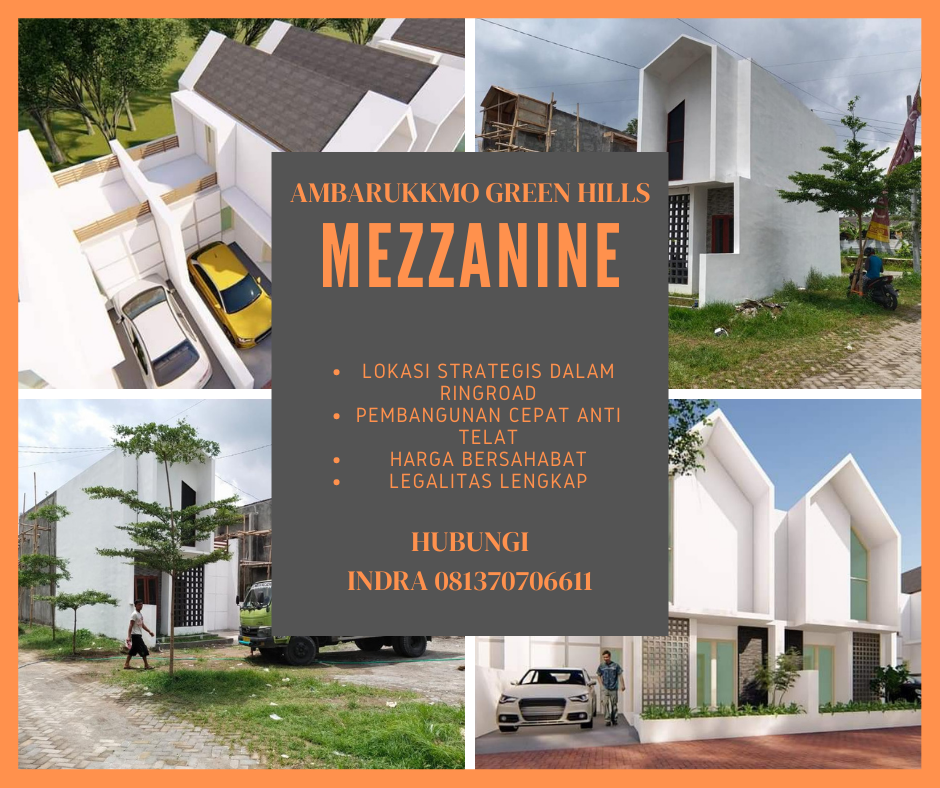 AMBARUKKMO GREEN HILLS
MEZZANINE
• LOKASI STRATEGIS DALAM
RINGROAD
• PEMBANGUNAN CEPAT ANTI
TELAT
• HARGA BERSAHABAT
• LEGALITAS LENGKAP
HUBUNGI
INDRA 081370706611